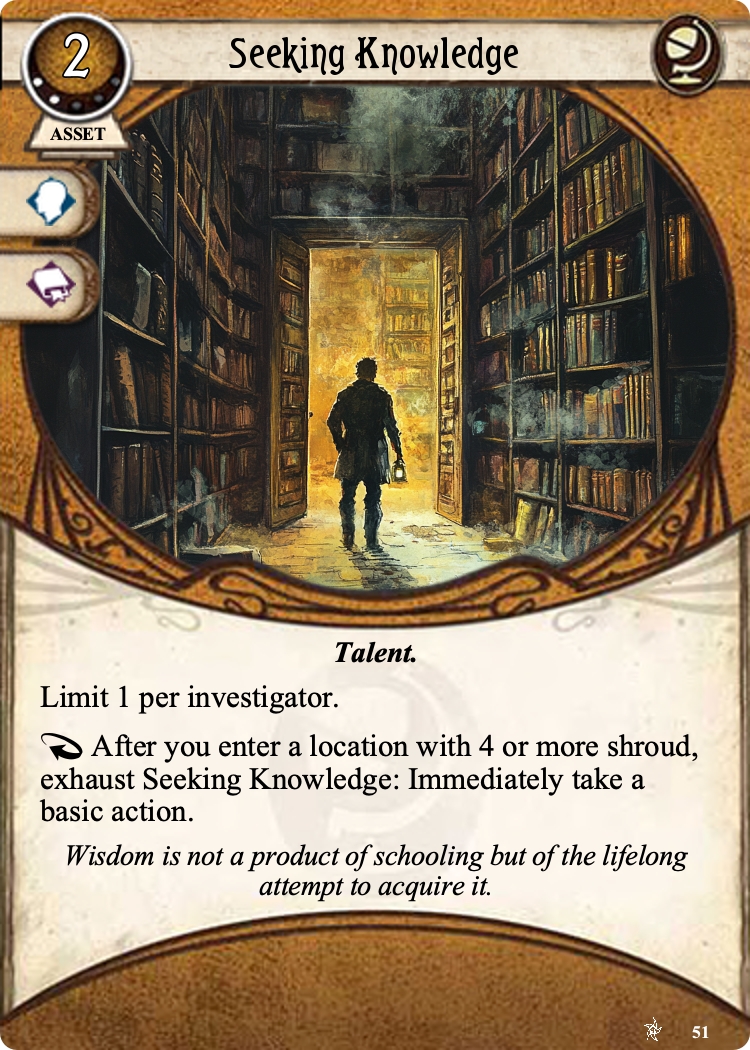 2
Seeking Knowledge
ASSET
Talent.
Limit 1 per investigator.
After you enter a location with 4 or more shroud,
exhaust Seeking Knowledge: Immediately take a
basic action.
Wisdom is not a product of schooling but of the lifelong
attempt to acquire it.
51